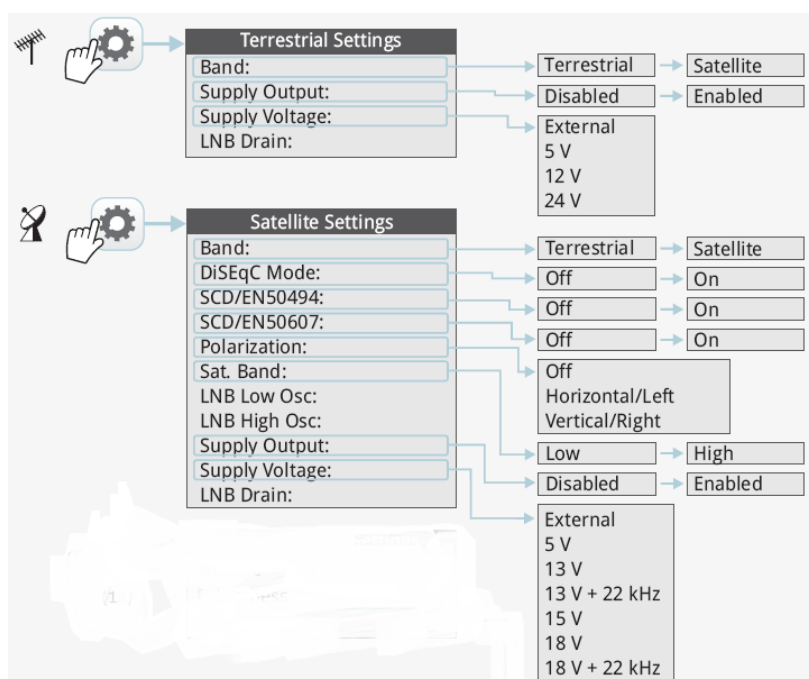 Terrestrial Settings
Band:
Terrestrial
Satellite
Supply Output:
Disabled
Enabled
Supply Voltage:
External
5 V
12 V
24 V
LNB Drain:
Satellite Settings
Band:
Terrestrial
Satellite
DiSEqC Mode:
Off
On
SCD/EN50494:
Off
On
SCD/EN50607:
Off
On
Polarization:
Off
Horizontal/Left
Vertical/Right
Sat. Band:
Low
High
LNB Low Osc:
LNB High Osc:
Supply Output:
Disabled
Enabled
Supply Voltage:
External
5 V
13 V
13 V + 22 kHz
15 V
18 V
18 V + 22 kHz
LNB Drain: